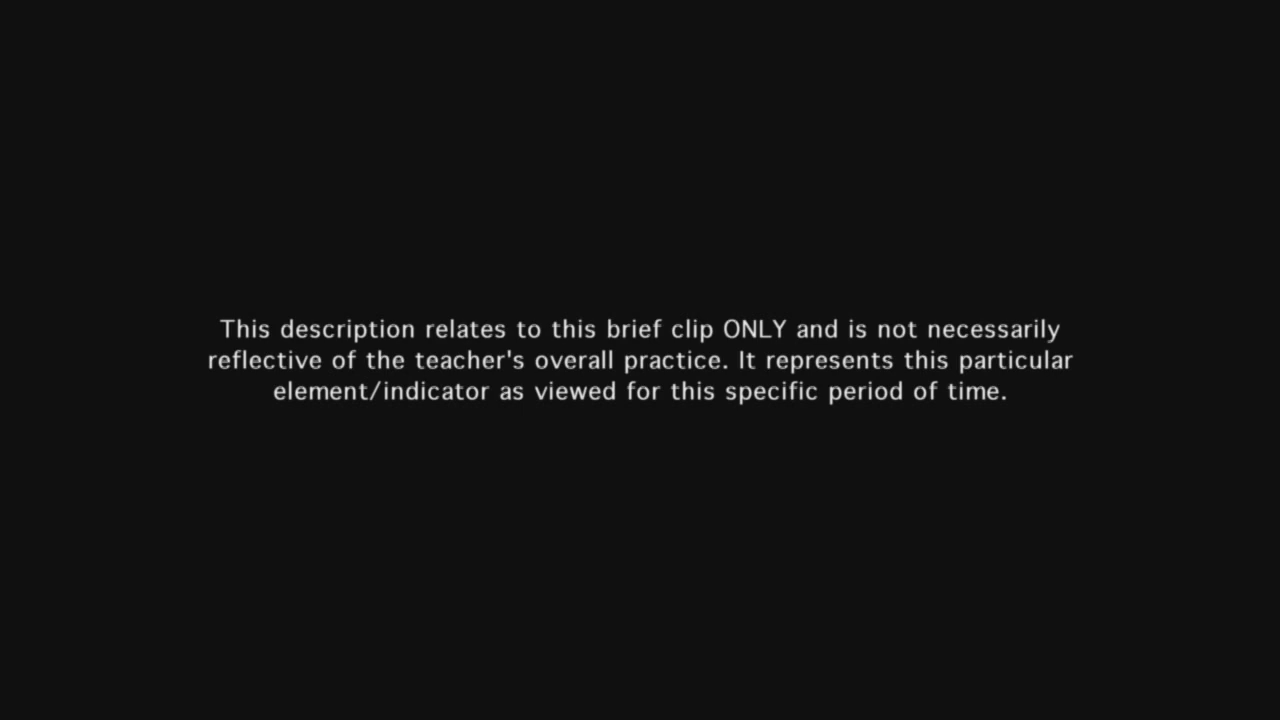 This description relates to this brief clip ONLY and is not necessarily
reflective of the teacher's overall practice. It represents this particular
element/indicator as viewed for this specific period of time.